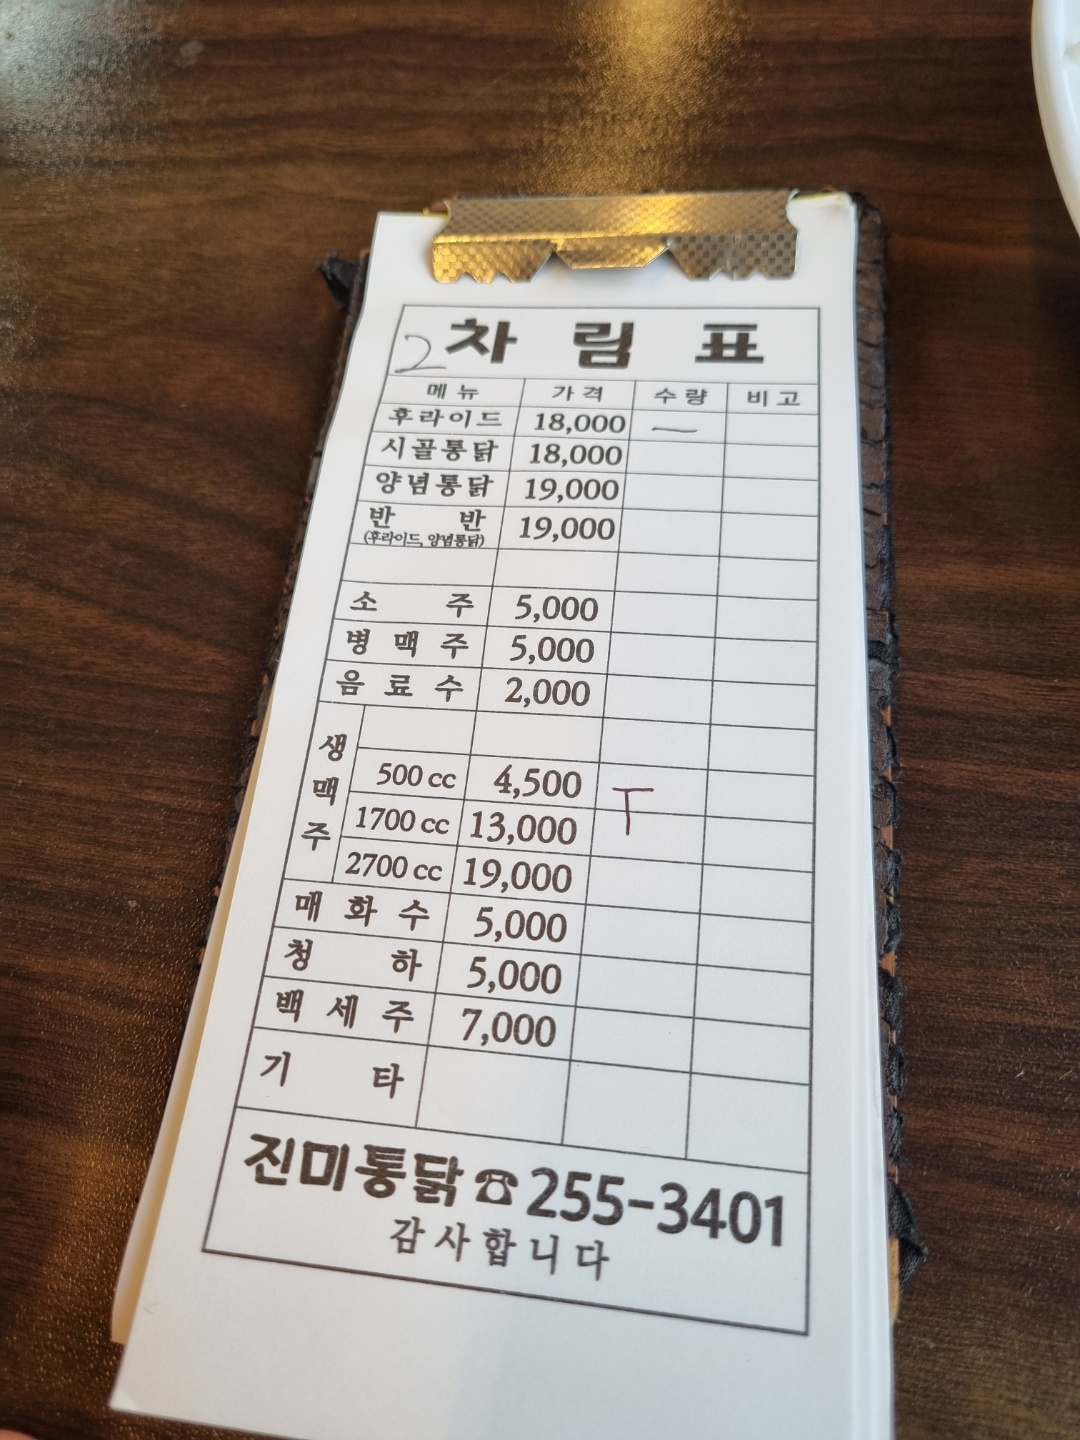 2 차 림 표
메 뉴 가 격 수 량 비 고
후라이드 18,000 一
시골통닭 18,000
양념통닭 19,000
반 반 19,000
(후라이드, 양념통닭)
소 주 5,000
병 맥 주 5,000
음 료 수 2,000
생맥주
500 cc 4,500 T
1700 cc 13,000
2700 cc 19,000
매 화 수 5,000
청 하 5,000
백 세 주 7,000
기 타
진미통닭 ☎ 255-3401
감사합니다